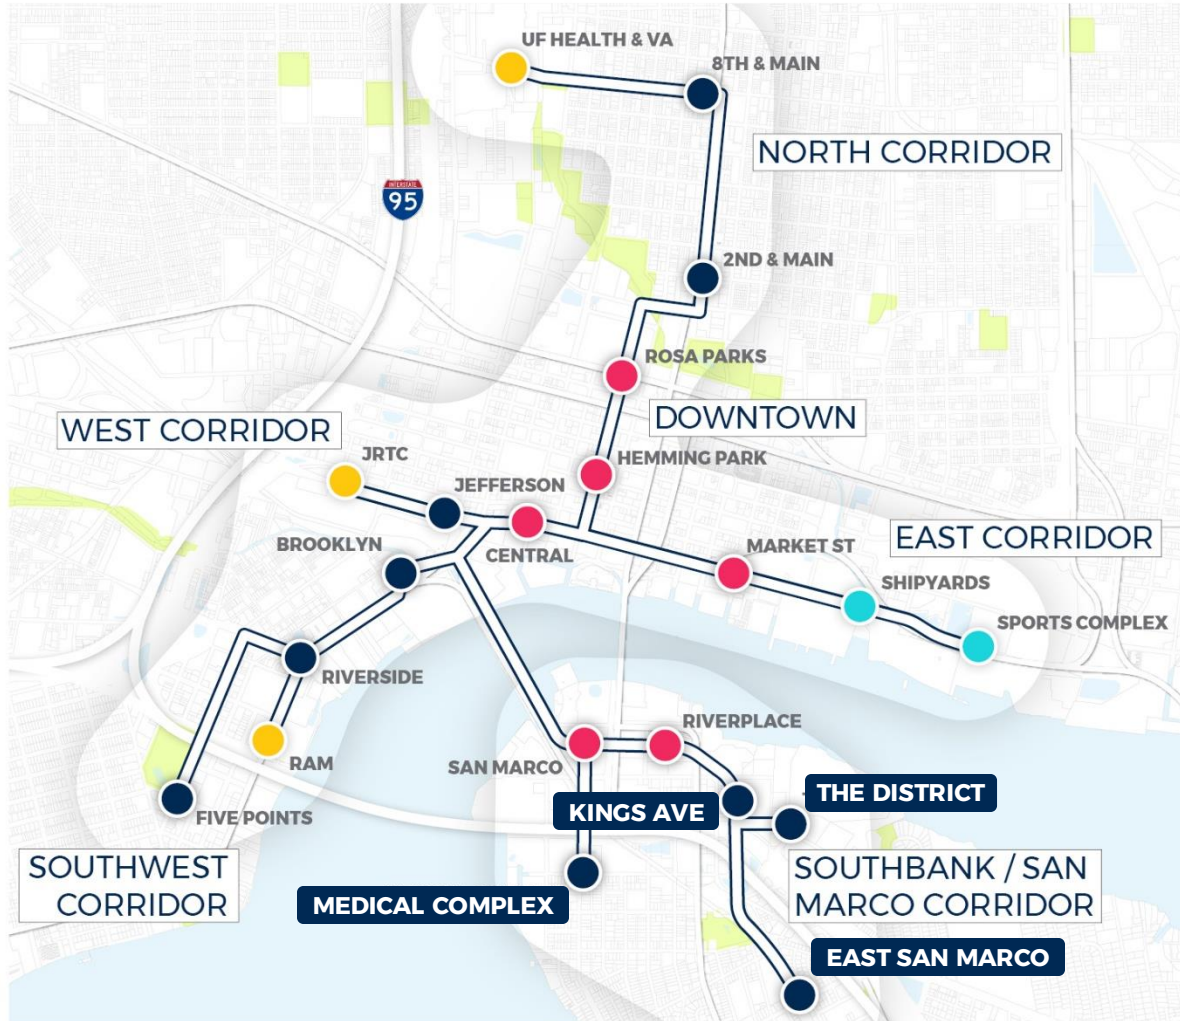 UF HEALTH & VA
8TH & MAIN
NORTH CORRIDOR
INTERSTATE
95
2ND & MAIN
ROSA PARKS
DOWNTOWN
WEST CORRIDOR
JRTC
HEMMING PARK
JEFFERSON
EAST CORRIDOR
BROOKLYN
CENTRAL
MARKET ST
SHIPYARDS
SPORTS COMPLEX
RIVERSIDE
RIVERPLACE
RAM
SAN MARCO
THE DISTRICT
KINGS AVE
FIVE POINTS
SOUTHWEST
CORRIDOR
SOUTHBANK / SAN
MARCO CORRIDOR
MEDICAL COMPLEX
EAST SAN MARCO